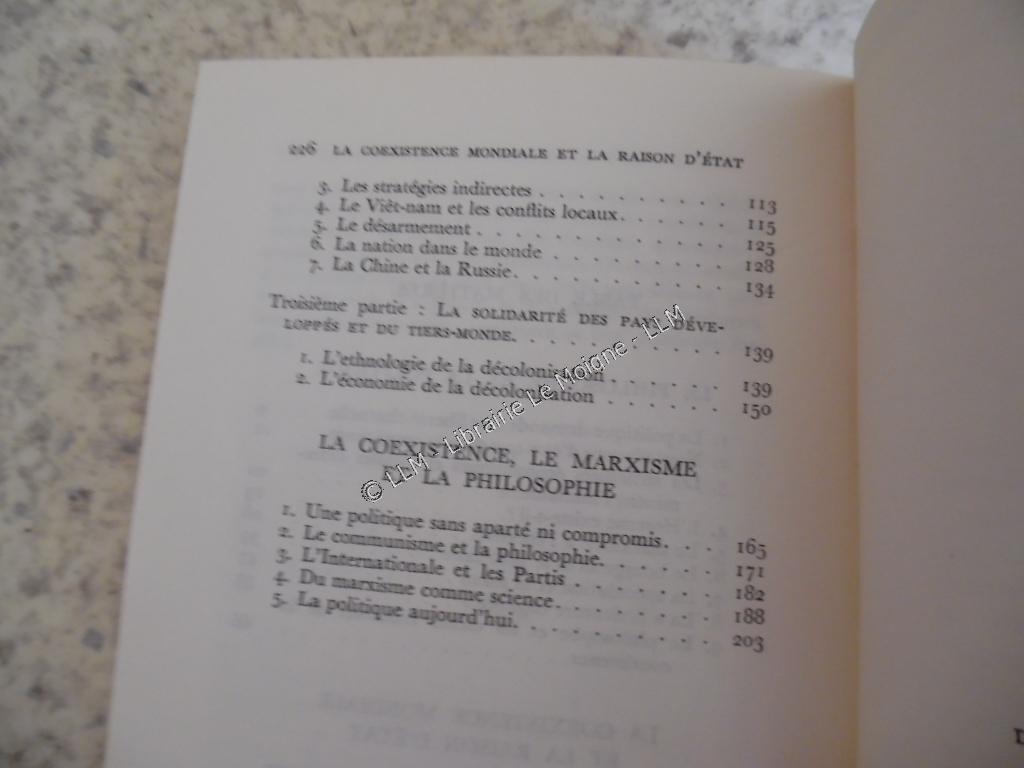 226 LA COEXISTENCE MONDIALE ET LA RAISON D'ÉTAT
3. Les stratégies indirectes . . . . . . . . . 113
4. Le Viêt-nam et les conflits locaux. . . . . . 115
5. Le désarmement . . . . . . . . . . . . 125
6. La nation dans le monde . . . . . . . . . 128
7. La Chine et la Russie. . . . . . . . . . 134
Troisième partie : LA SOLIDARITÉ DES PAYS DÉVE-
LOPPÉS ET DU TIERS-MONDE. . . . . . . . . . 139
1. L'ethnologie de la décolonisation . . . . . . 139
2. L'économie de la décolonisation . . . . . . 150
LA COEXISTENCE, LE MARXISME
ET LA PHILOSOPHIE
1. Une politique sans aparté ni compromis. . . 165
2. Le communisme et la philosophie. . . . . . 171
3. L'Internationale et les Partis . . . . . . . 182
4. Du marxisme comme science. . . . . . . . 188
5. La politique aujourd'hui. . . . . . . . . . 203
© LLM - Librairie Le Moigne - LLM